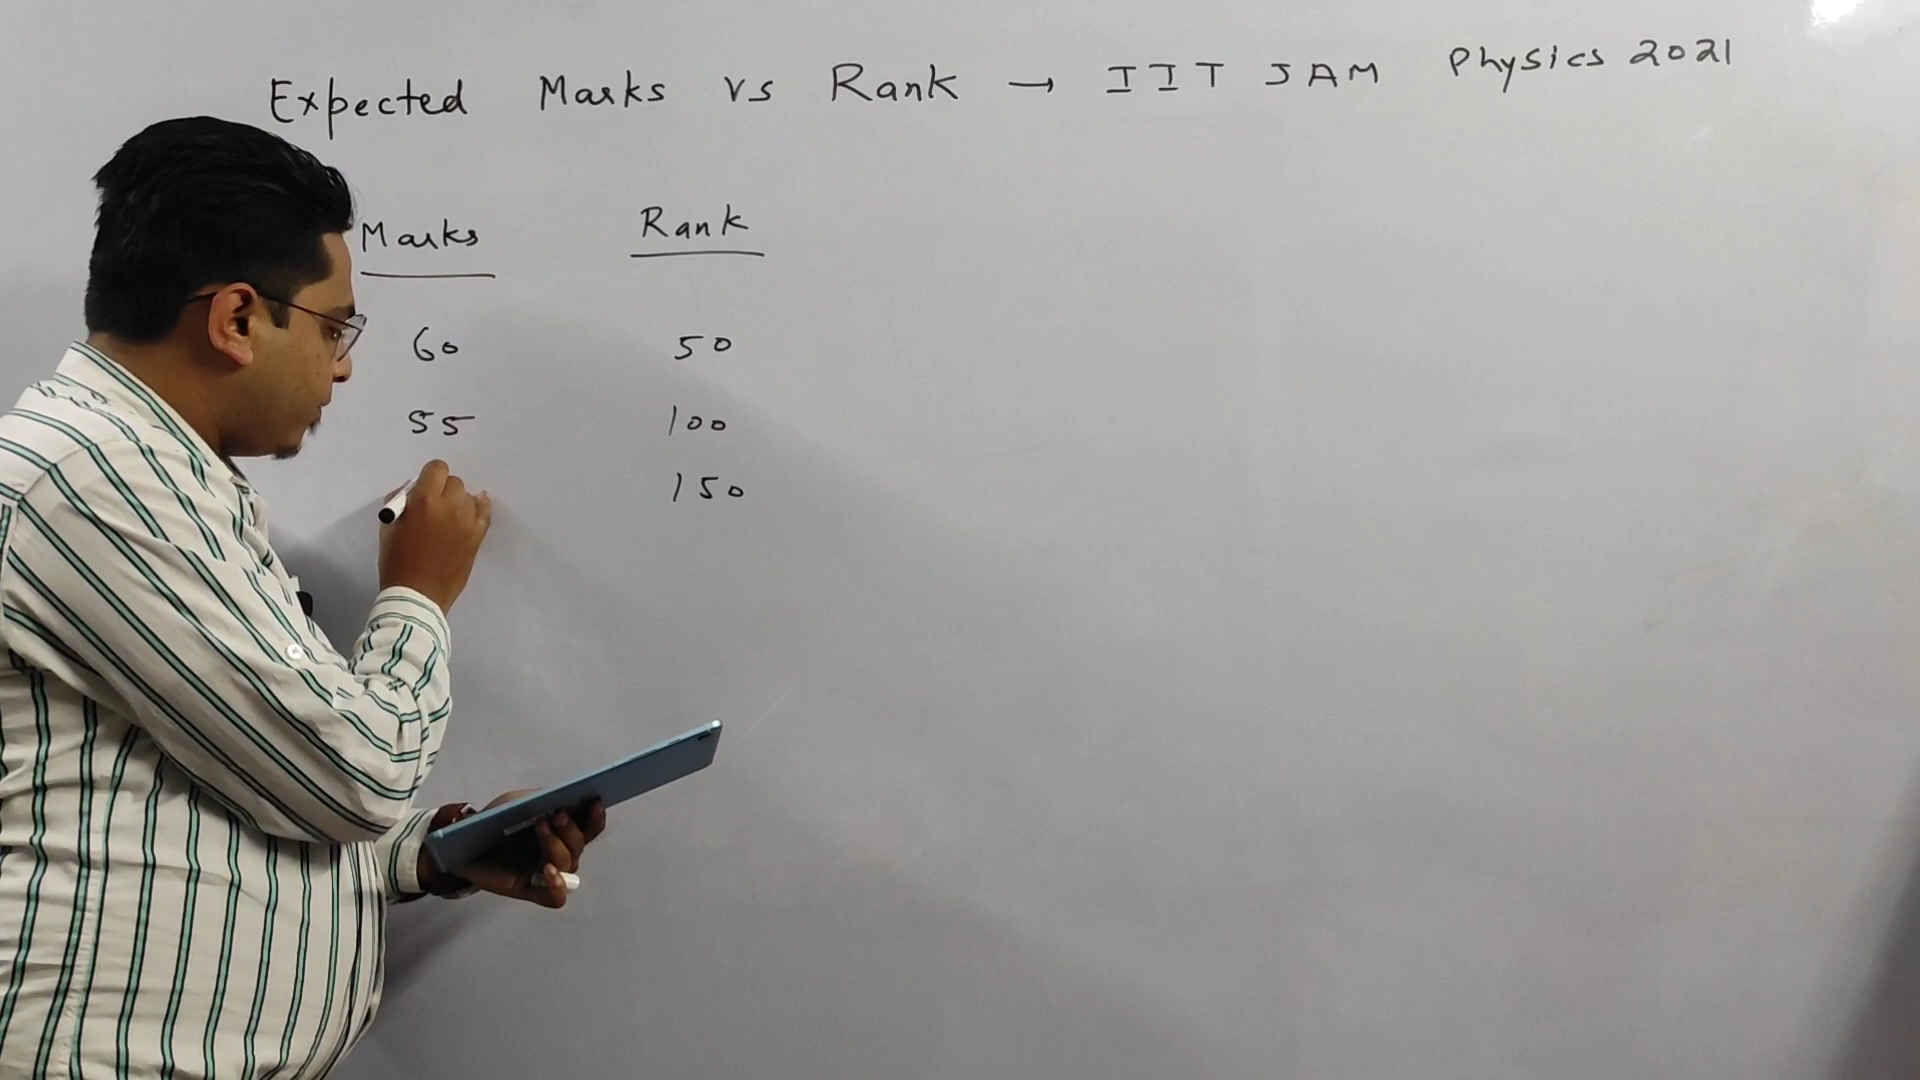 Expected Marks vs Rank → IIT JAM Physics 2021
Marks Rank
60 50
55 100
150